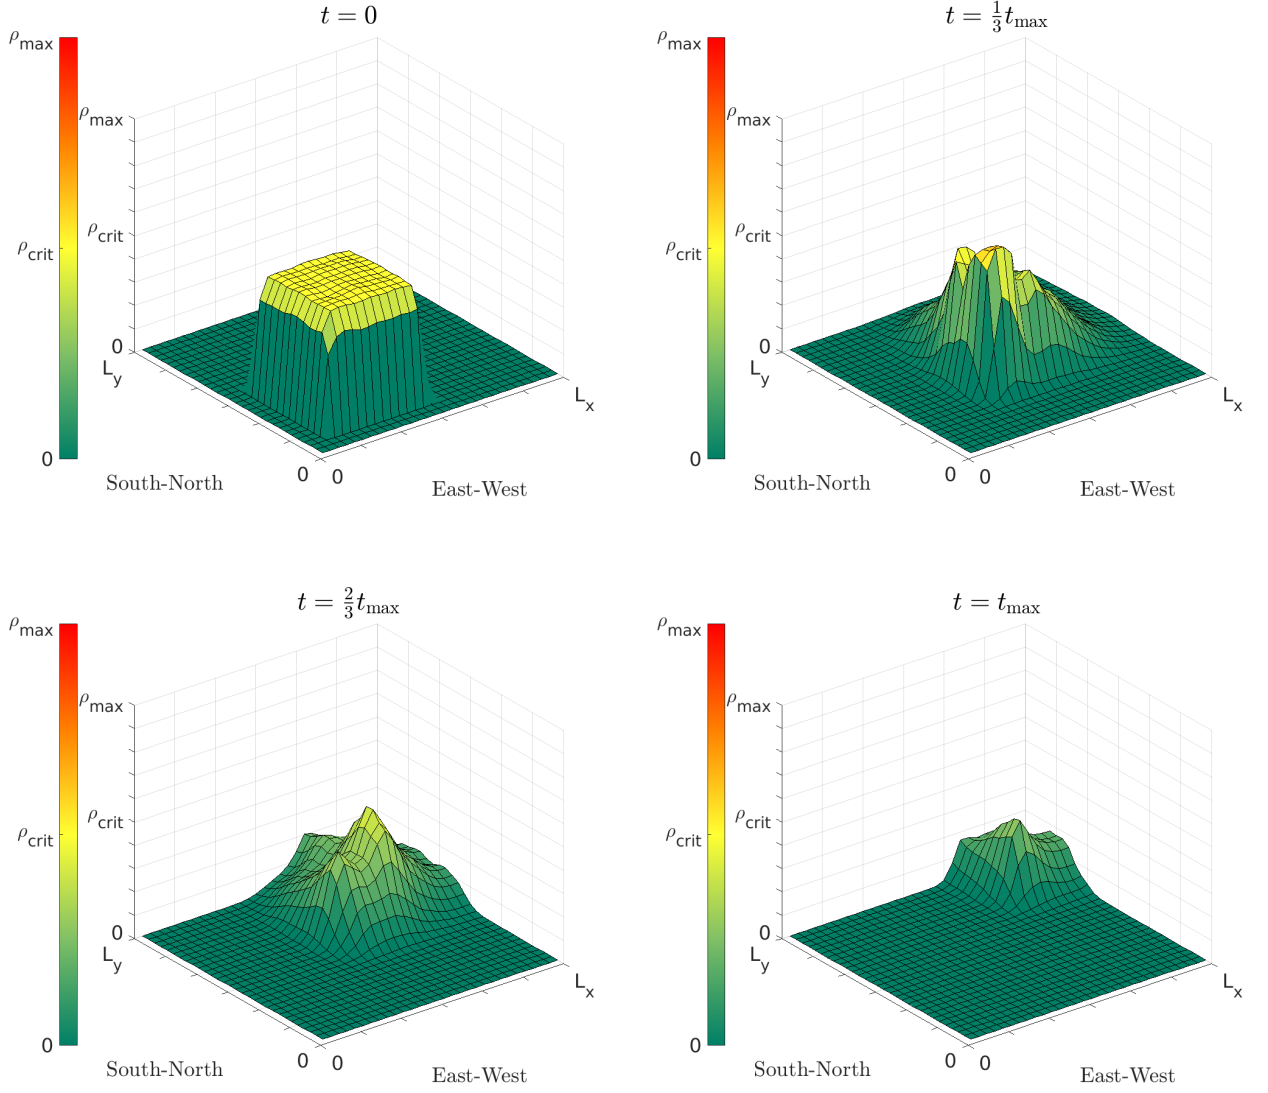 t = 0
ρmax
ρmax
ρcrit
ρcrit
0
Ly
Lx
0
0
0
South-North
East-West
t = 1/3 tmax
ρmax
ρmax
ρcrit
ρcrit
0
Ly
Lx
0
0
0
South-North
East-West
t = 2/3 tmax
ρmax
ρmax
ρcrit
ρcrit
0
Ly
Lx
0
0
0
South-North
East-West
t = tmax
ρmax
ρmax
ρcrit
ρcrit
0
Ly
Lx
0
0
0
South-North
East-West